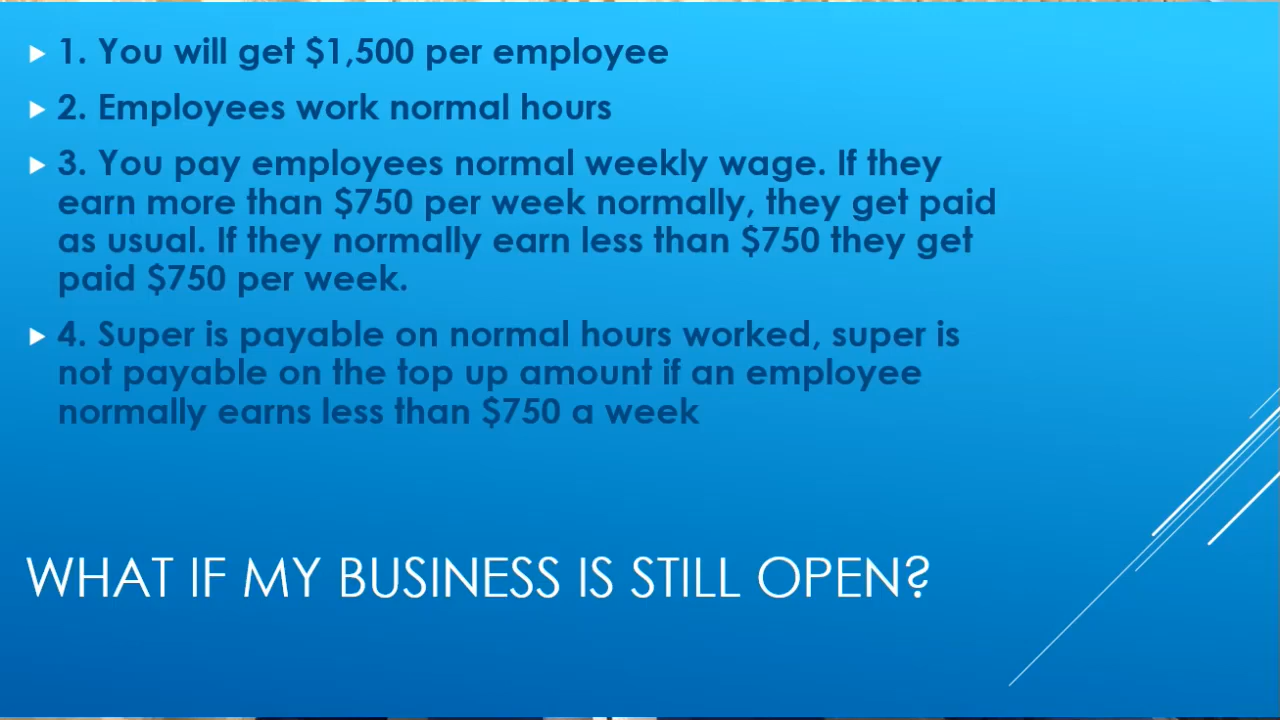 1. You will get $1,500 per employee
2. Employees work normal hours
3. You pay employees normal weekly wage. If they
earn more than $750 per week normally, they get paid
as usual. If they normally earn less than $750 they get
paid $750 per week.
4. Super is payable on normal hours worked, super is
not payable on the top up amount if an employee
normally earns less than $750 a week
WHAT IF MY BUSINESS IS STILL OPEN?